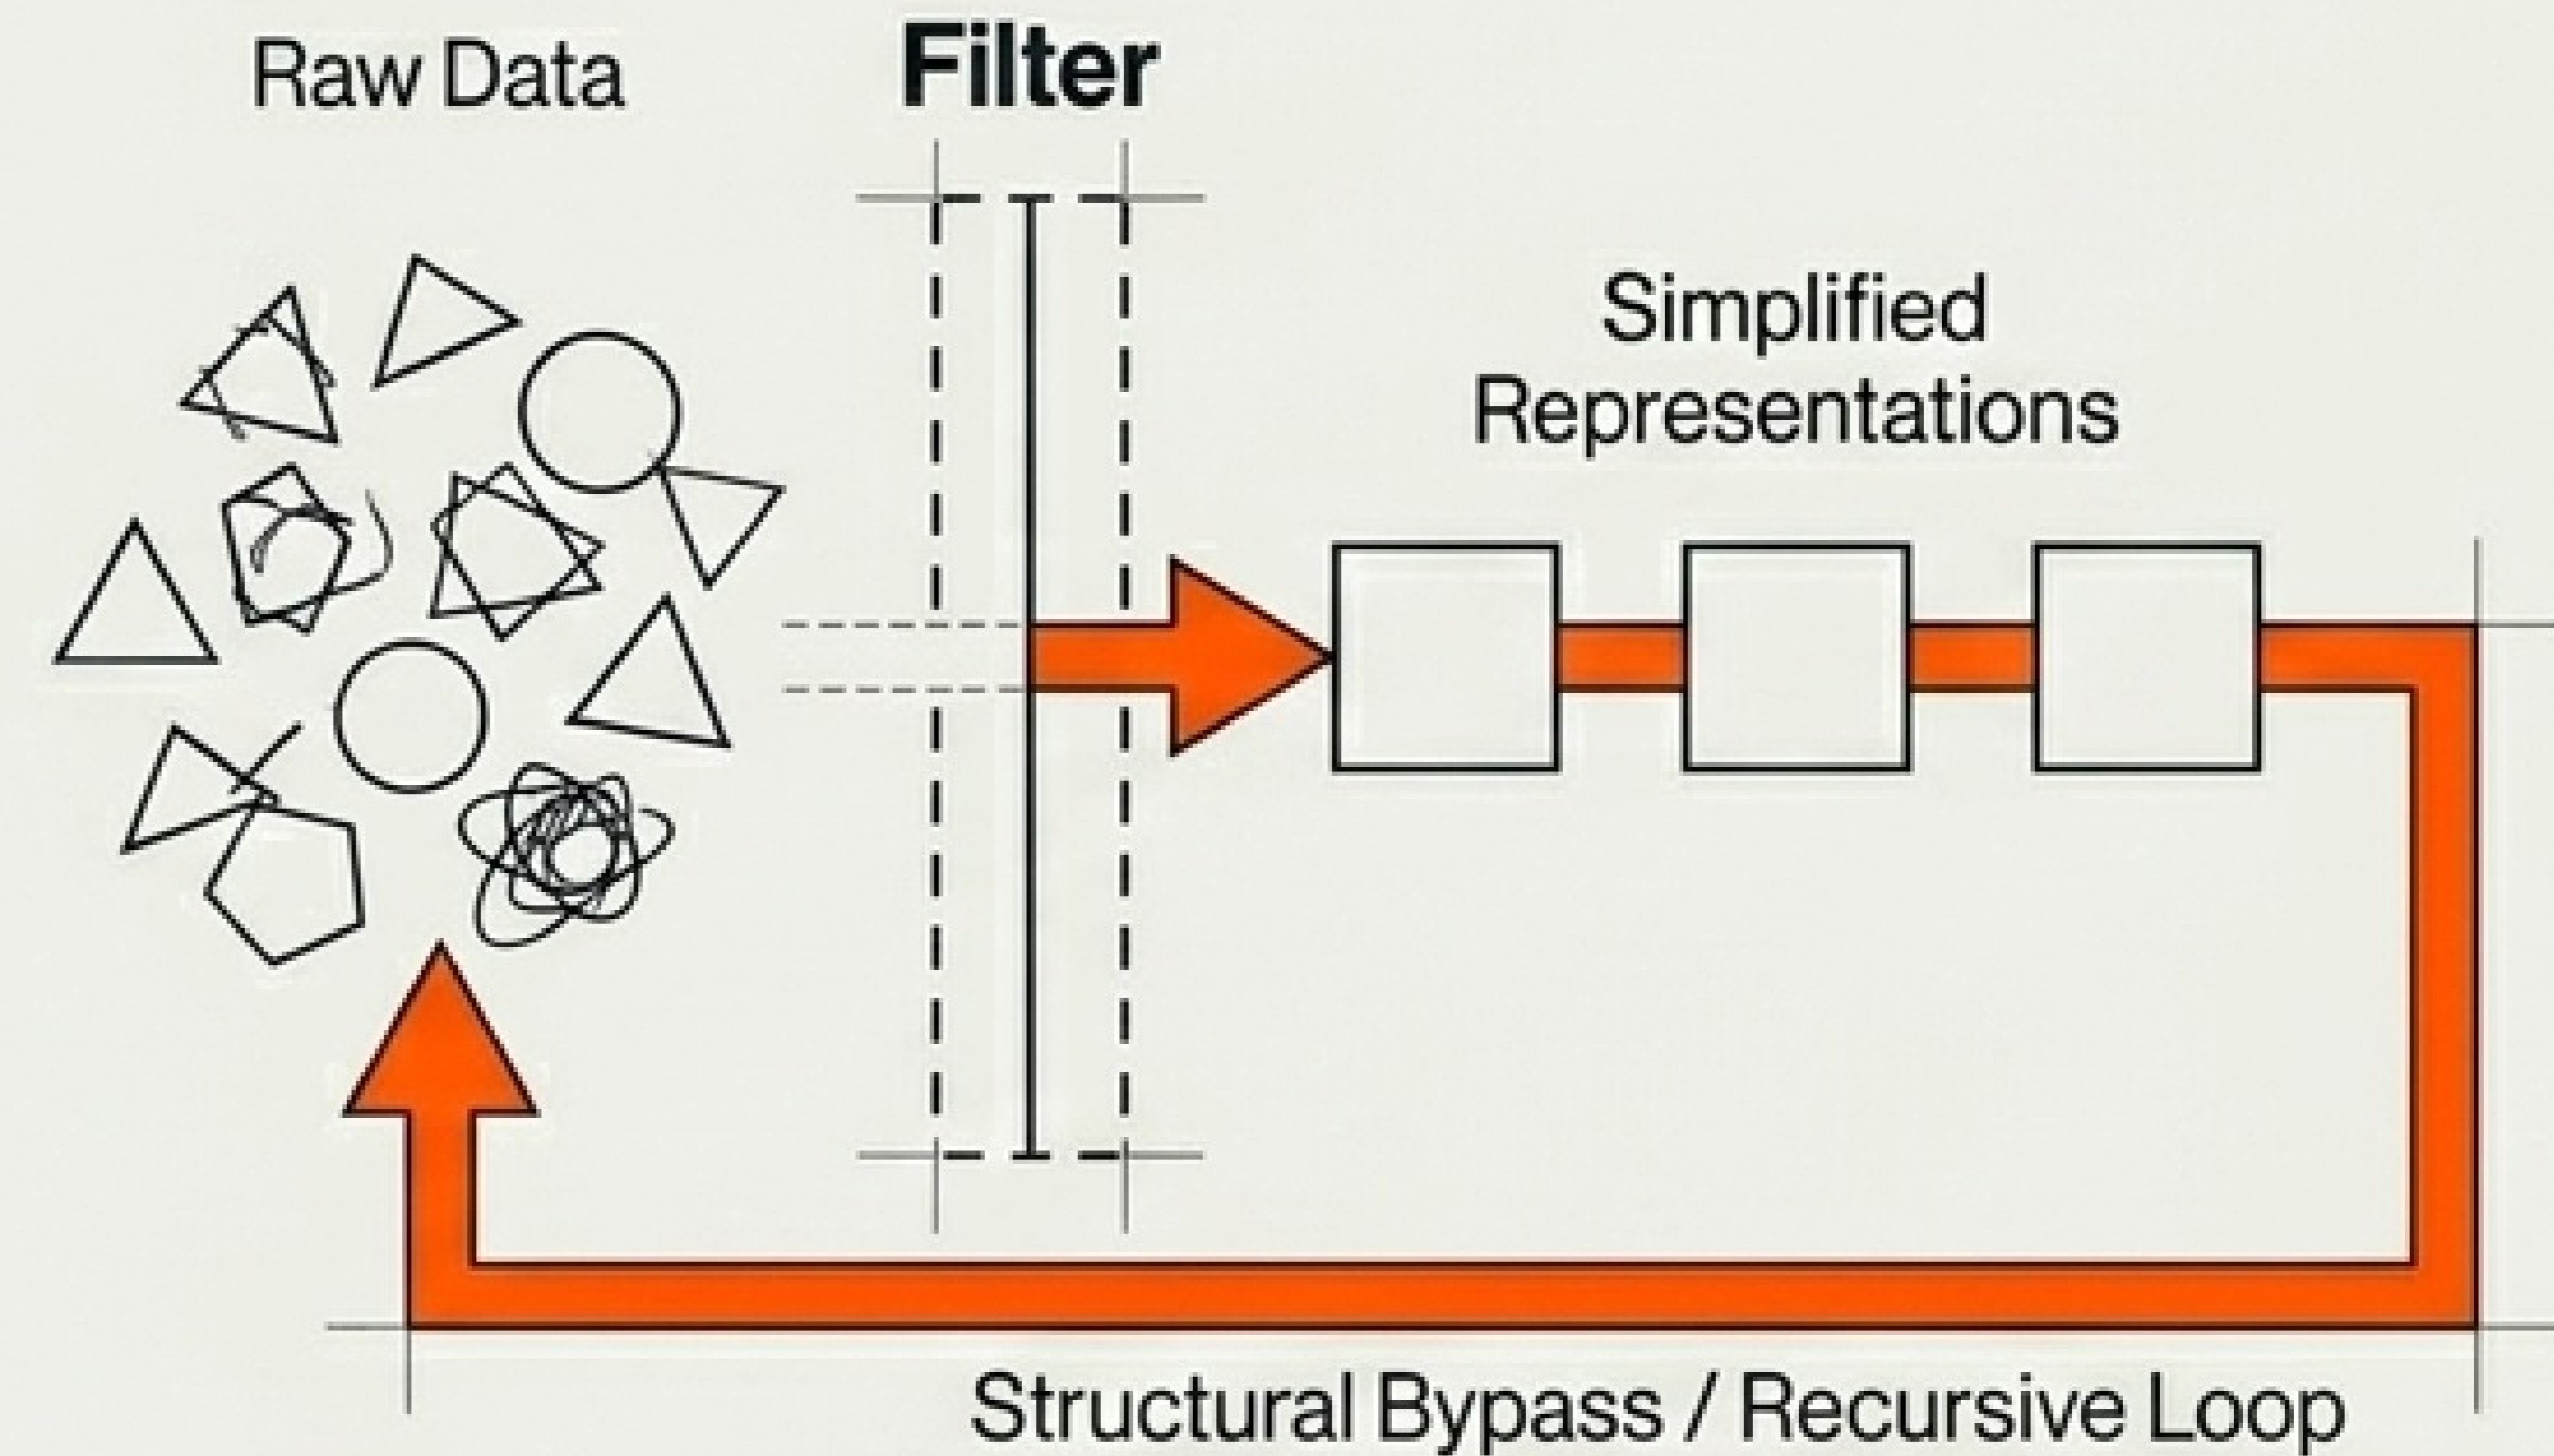 Raw Data
Filter
Simplified
Representations
Structural Bypass / Recursive Loop